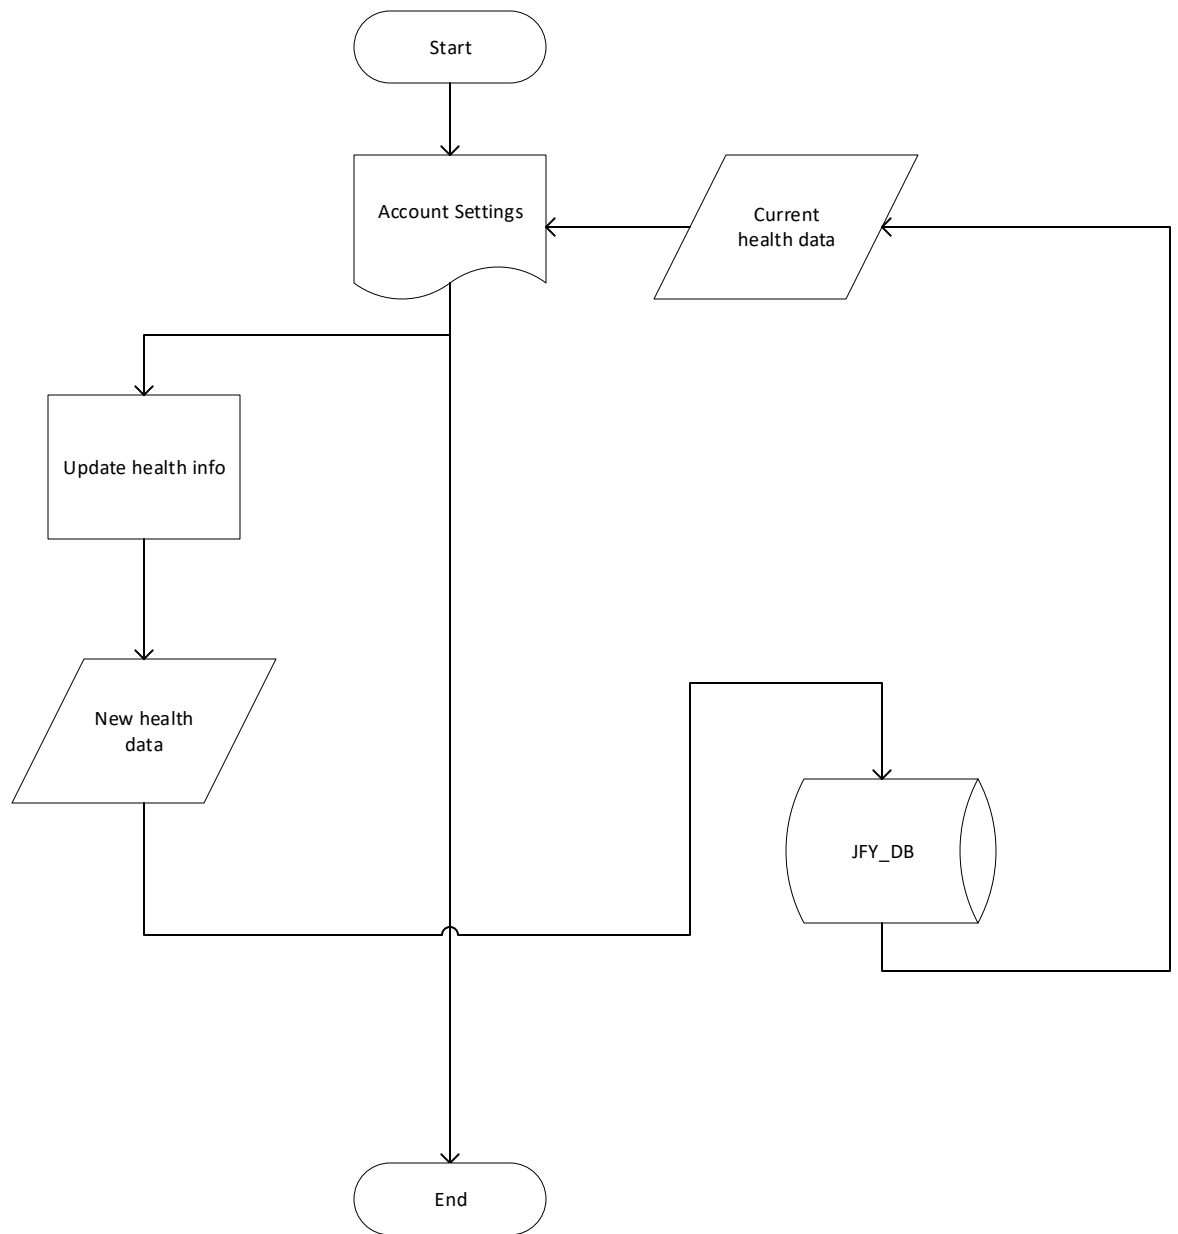 Start
Account Settings
Current
health data
Update health info
New health
data
JFY_DB
End